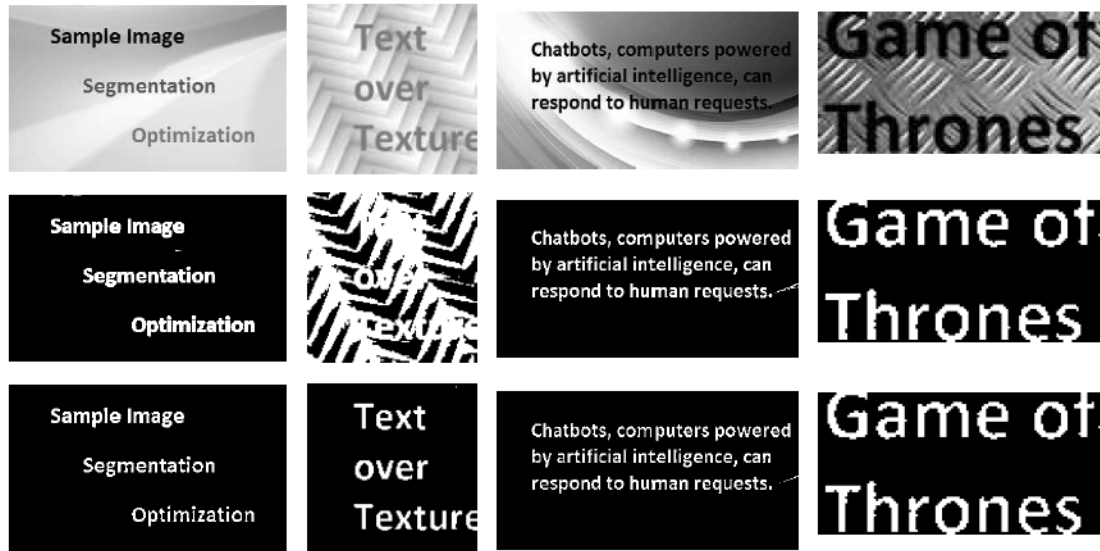 Sample Image
Segmentation
Optimization
Text
over
Texture
Chatbots, computers powered
by artificial intelligence, can
respond to human requests.
Game of
Thrones
Sample Image
Segmentation
Optimization
Text
over
Texture
Chatbots, computers powered
by artificial intelligence, can
respond to human requests.
Game of
Thrones
Sample Image
Segmentation
Optimization
Text
over
Texture
Chatbots, computers powered
by artificial intelligence, can
respond to human requests.
Game of
Thrones